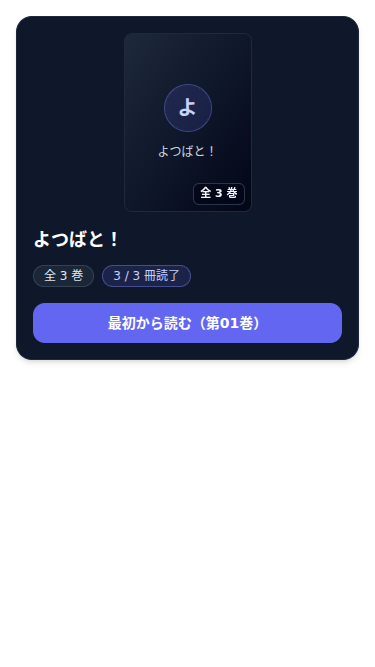 よ
よつばと！
全 3 巻
よつばと！
全 3 巻
3 / 3 冊読了
最初から読む（第01巻）